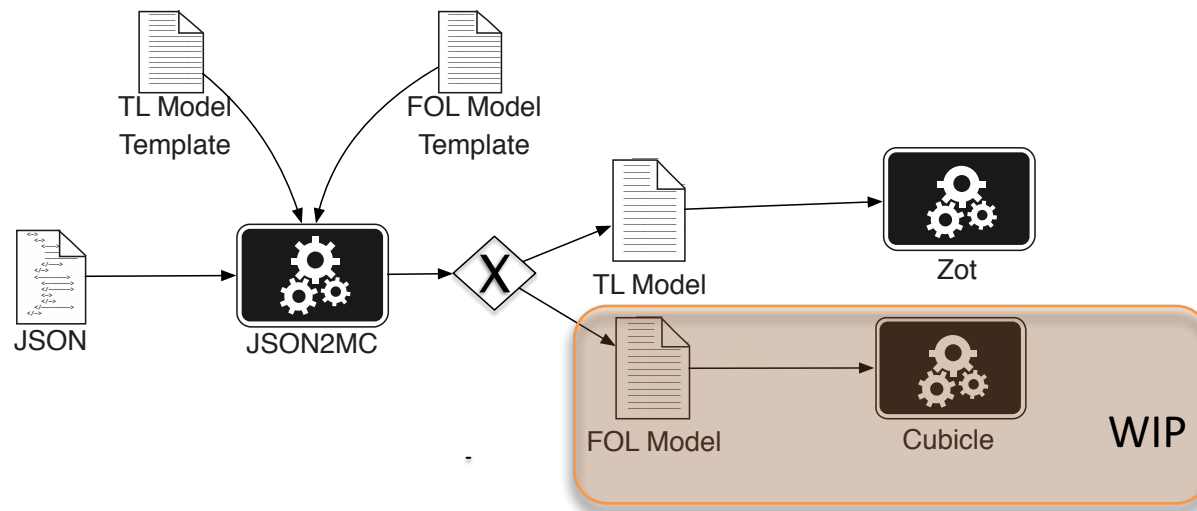 TL Model
Template
FOL Model
Template
JSON
JSON2MC
X
TL Model
Zot
FOL Model
Cubicle
WIP
-